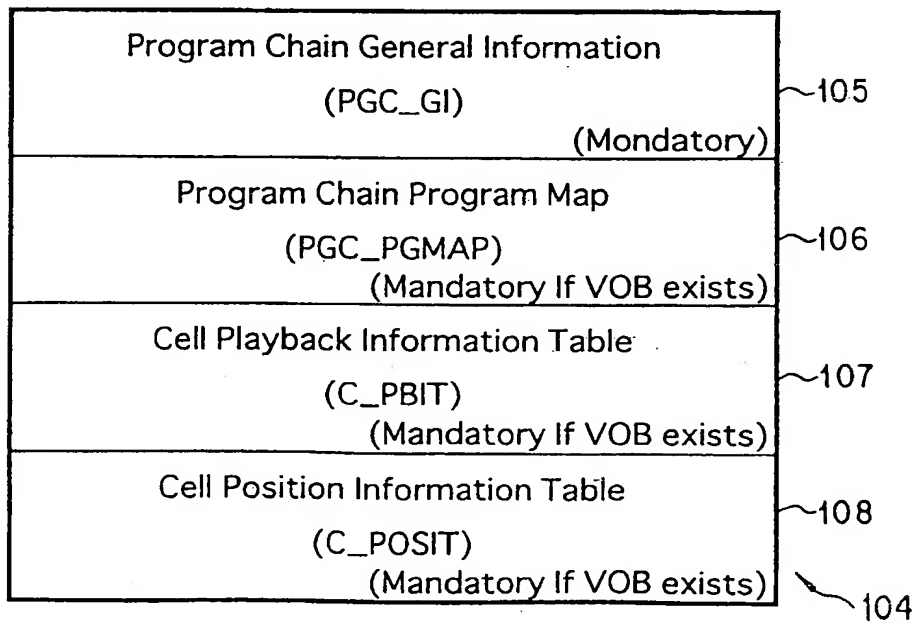 Program Chain General Information
(PGC_GI)
(Mondatory)
105
Program Chain Program Map
(PGC_PGMAP)
(Mandatory If VOB exists)
106
Cell Playback Information Table
(C_PBIT)
(Mandatory If VOB exists)
107
Cell Position Information Table
(C_POSIT)
(Mandatory If VOB exists)
108
104